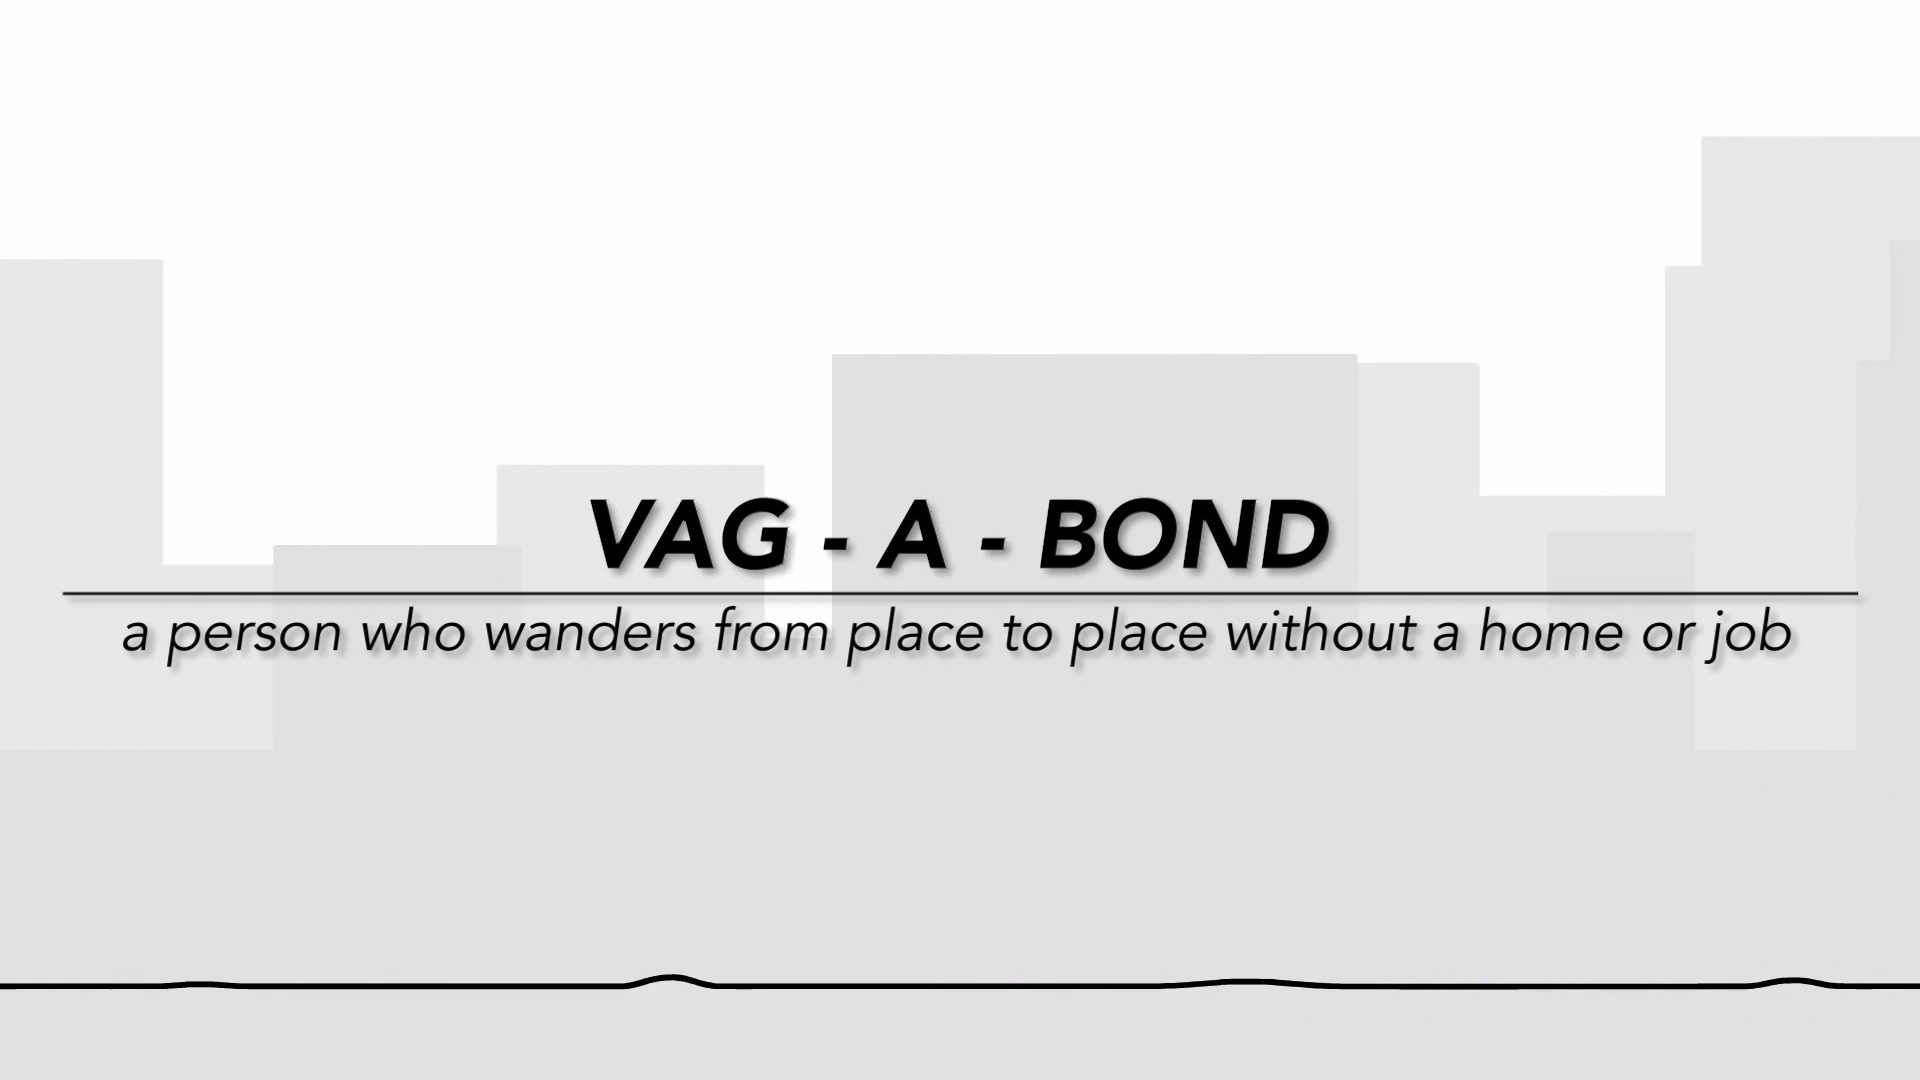 VAG - A - BOND
a person who wanders from place to place without a home or job